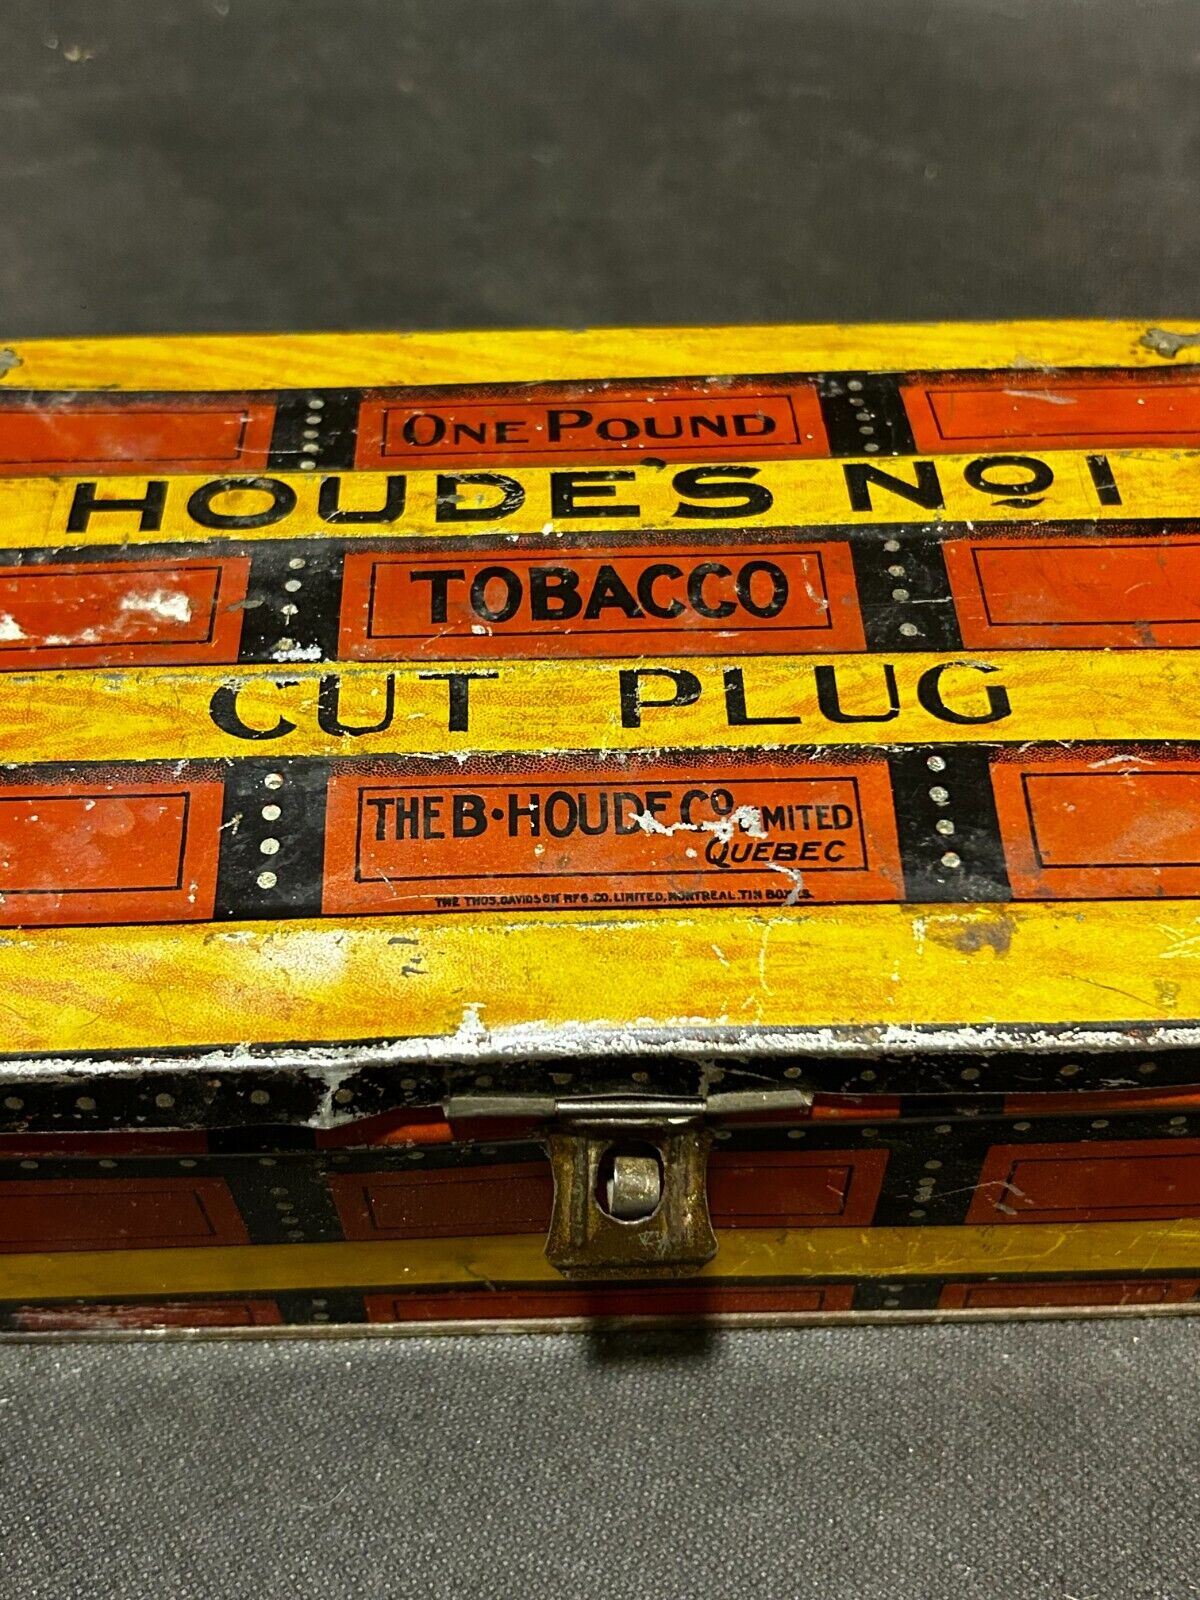 ONE POUND
HOUDE'S No 1
TOBACCO
CUT PLUG
THE B·HOUDE Co LIMITED
QUEBEC
THE THOS. DAVIDSON MFG. CO. LIMITED, MONTREAL. TIN BOXES.